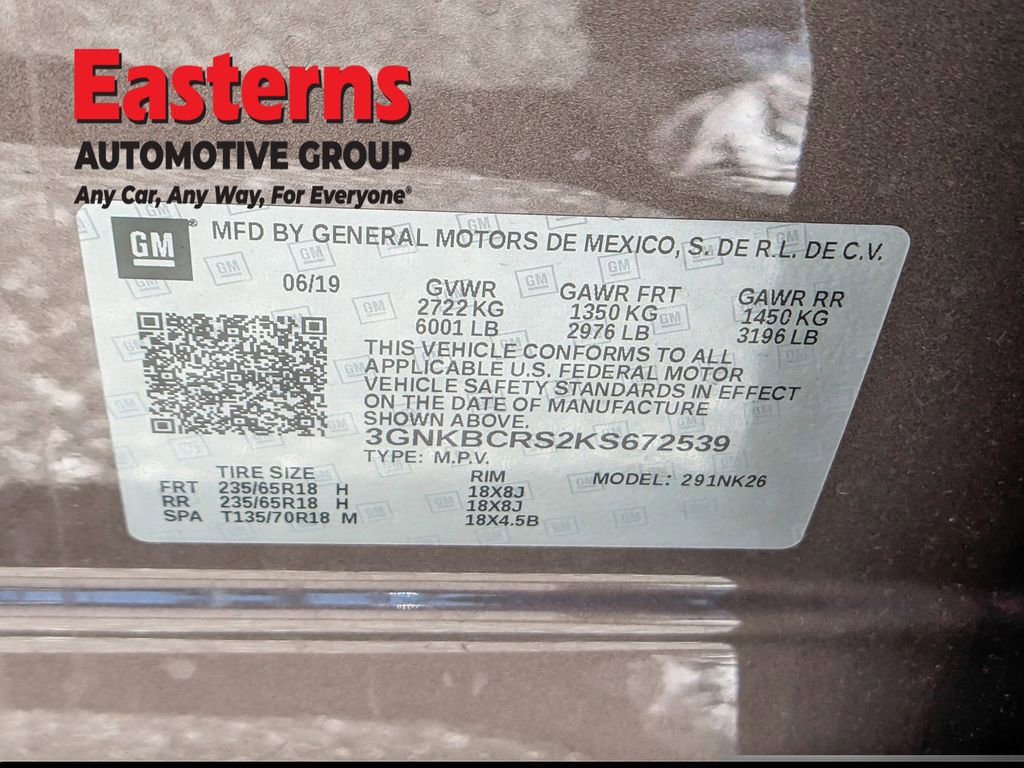 Easterns
AUTOMOTIVE GROUP
Any Car, Any Way, For Everyone®
GM® MFD BY GENERAL MOTORS DE MEXICO, S. DE R.L. DE C.V.
06/19 GVWR GAWR FRT GAWR RR
2722 KG 1350 KG 1450 KG
6001 LB 2976 LB 3196 LB
THIS VEHICLE CONFORMS TO ALL
APPLICABLE U.S. FEDERAL MOTOR
VEHICLE SAFETY STANDARDS IN EFFECT
ON THE DATE OF MANUFACTURE
SHOWN ABOVE.
3GNKBCRS2KS672539
TYPE: M.P.V.
TIRE SIZE RIM MODEL: 291NK26
FRT 235/65R18 H 18X8J
RR 235/65R18 H 18X8J
SPA T135/70R18 M 18X4.5B